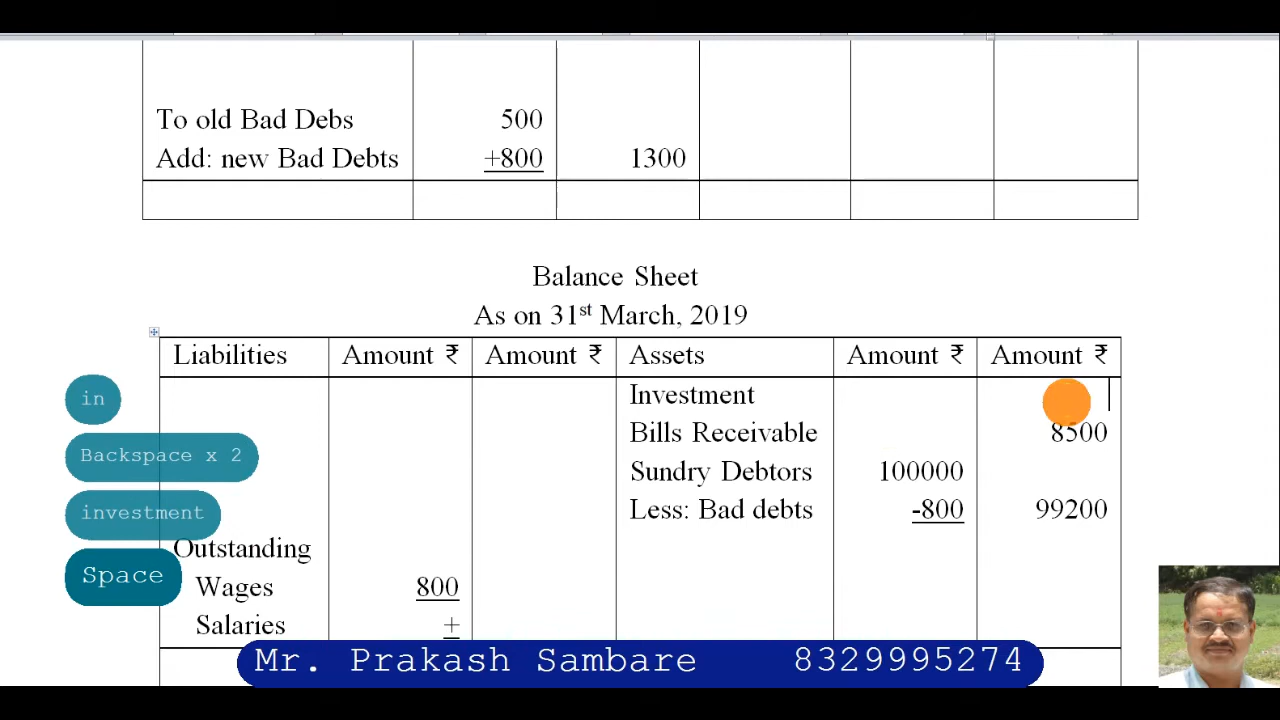 To old Bad Debs 500
Add: new Bad Debts +800 1300
Balance Sheet
As on 31st March, 2019
Liabilities Amount ₹ Amount ₹ Assets Amount ₹ Amount ₹
Investment
Bills Receivable 8500
Sundry Debtors 100000
Less: Bad debts -800 99200
Outstanding
Wages 800
Salaries +
in
Backspace x 2
investment
Space
Mr. Prakash Sambare 8329995274